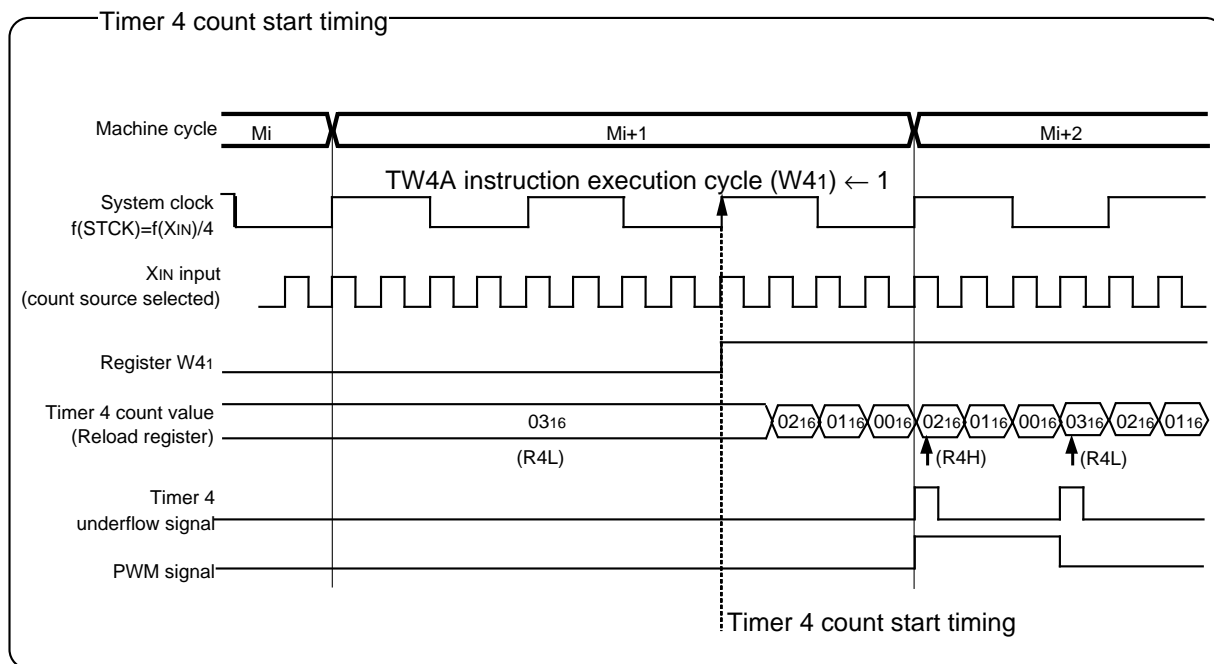 Timer 4 count start timing
Machine cycle
Mi
Mi+1
Mi+2
TW4A instruction execution cycle (W41) ← 1
System clock
f(STCK)=f(XIN)/4
XIN input
(count source selected)
Register W41
Timer 4 count value
(Reload register)
0316
0216 0116 0016 0216 0116 0016 0316 0216 0116
(R4L)
(R4H)
(R4L)
Timer 4
underflow signal
PWM signal
Timer 4 count start timing